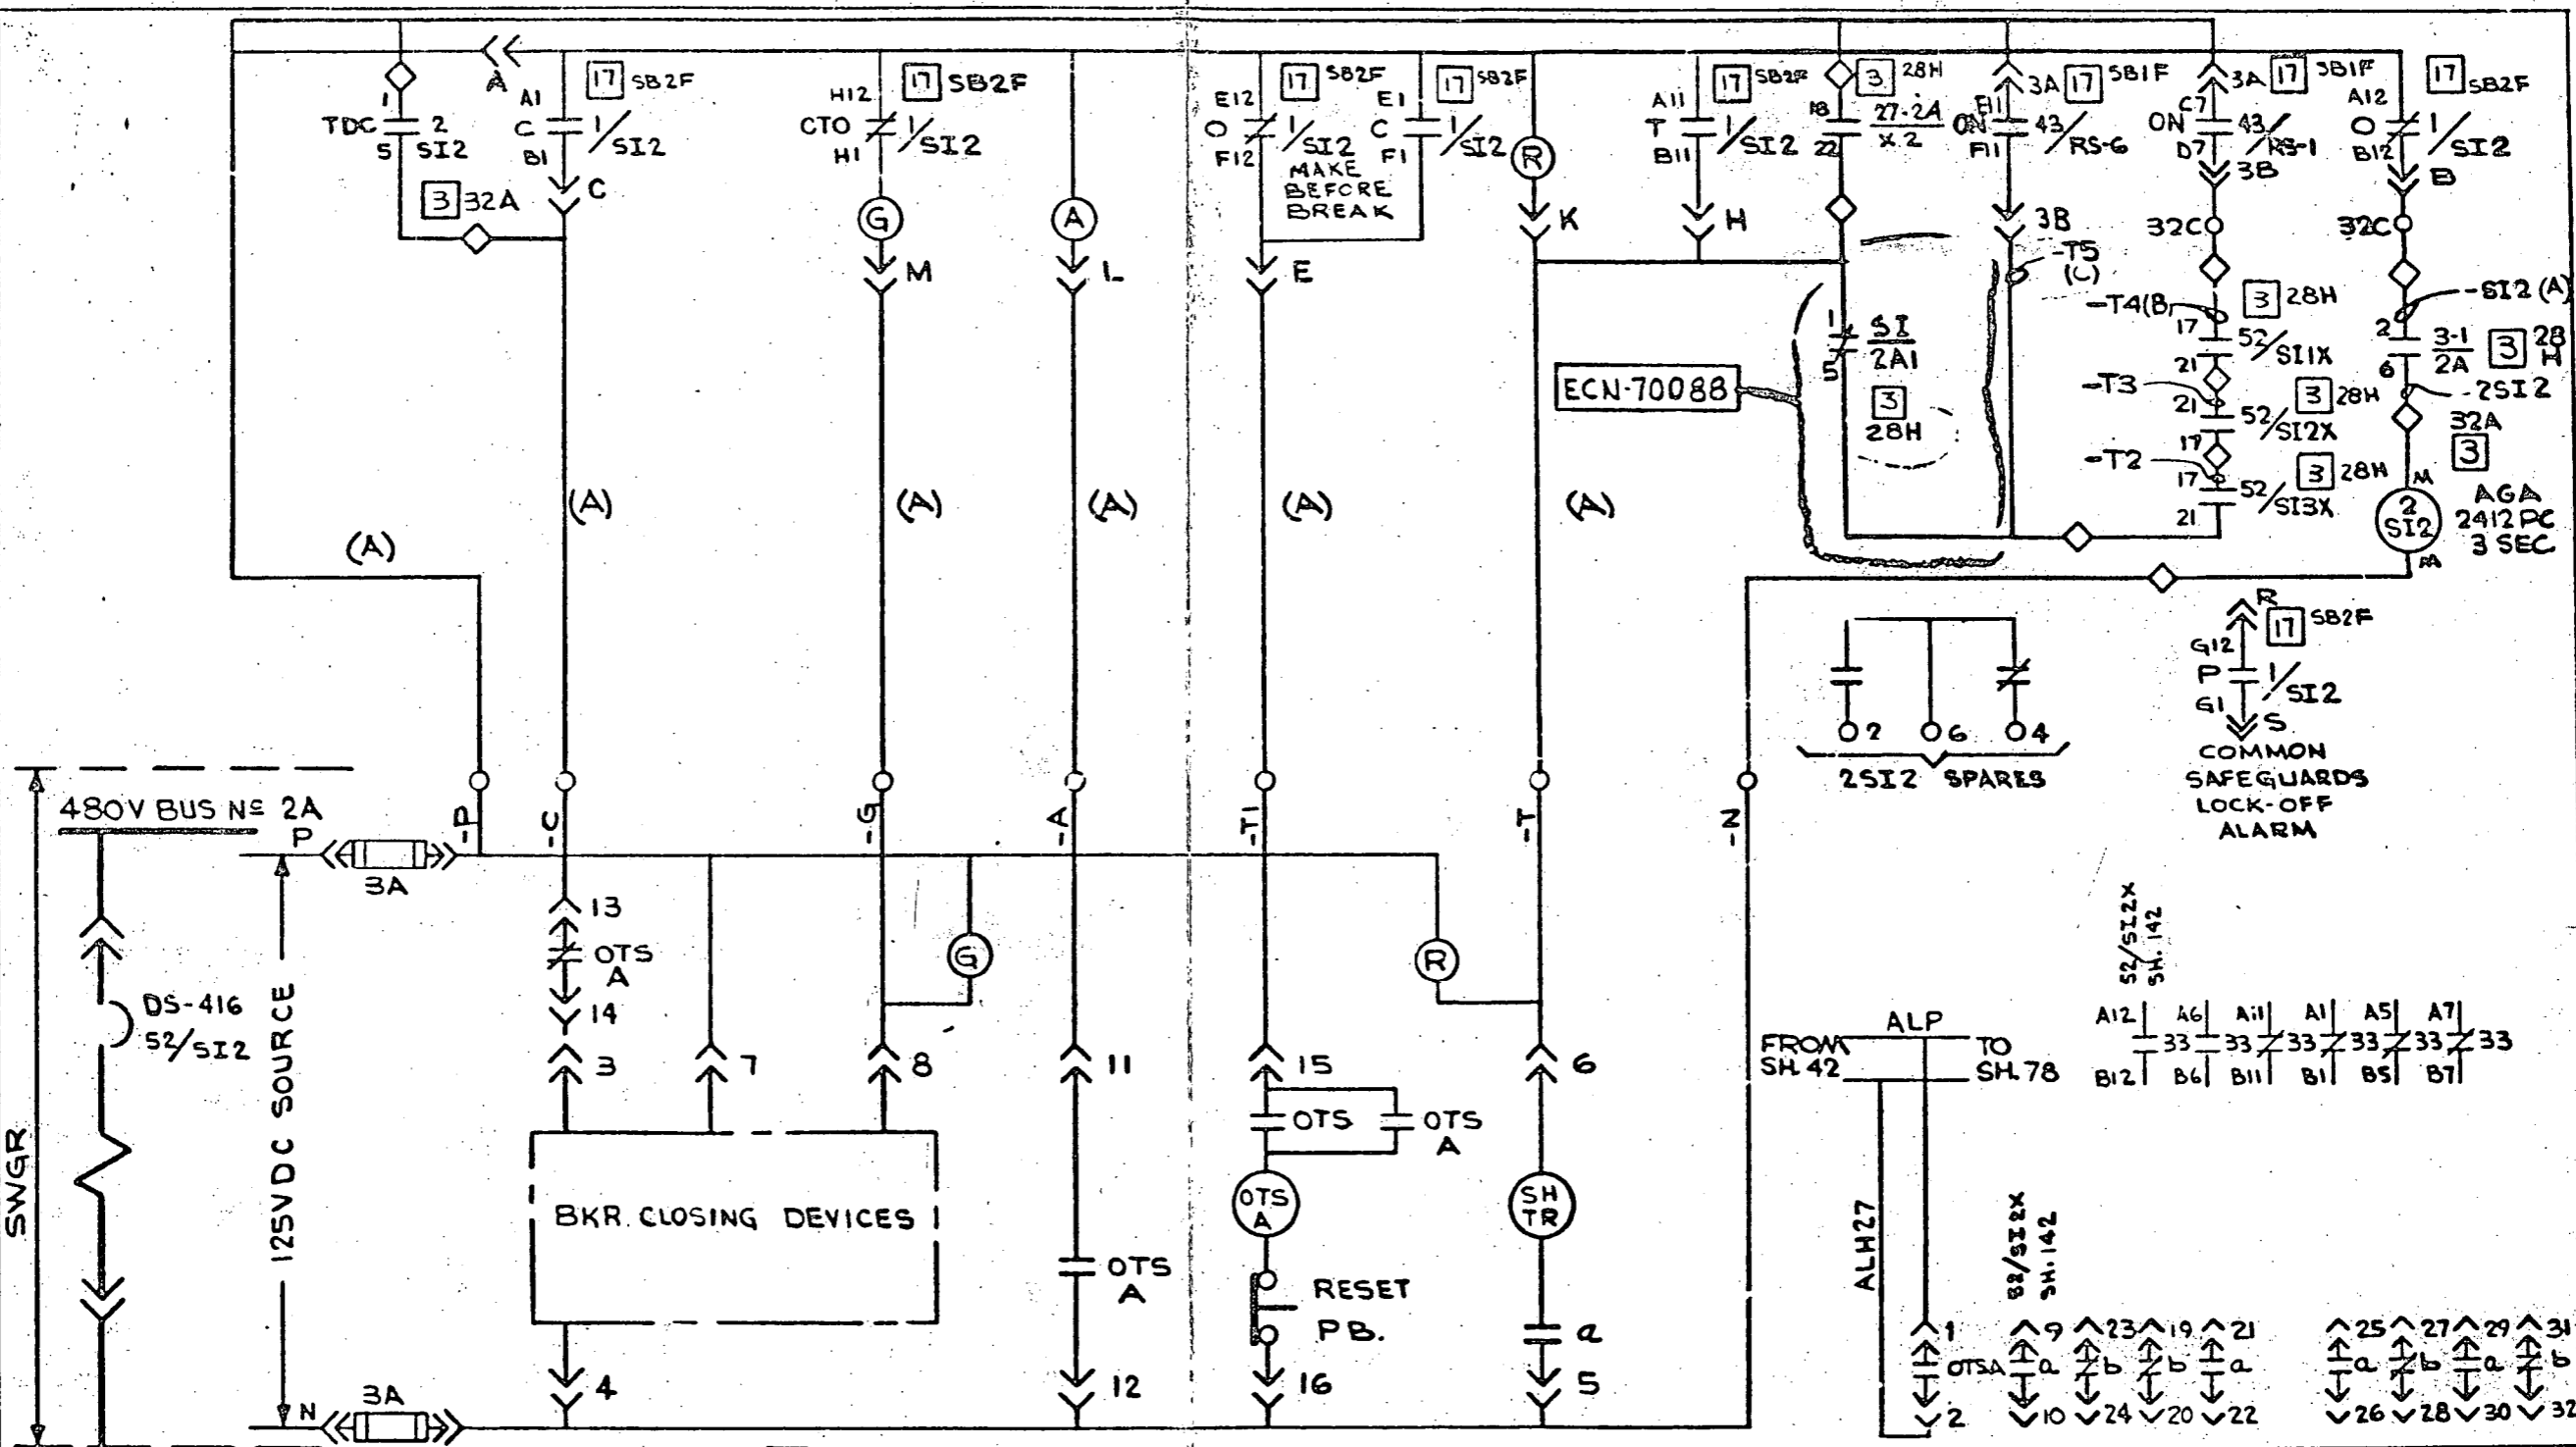 A
1
TDC 2
5 SI2
3 32A
A1
C 1/SI2
B1
17 SB2F
C
H12
CTO 1/SI2
H1
17 SB2F
G
M
A
L
E12
O 1/SI2
F12
17 SB2F
MAKE
BEFORE
BREAK
E1
C 1/SI2
F1
17 SB2F
E
R
K
A11
T 1/SI2
B11
17 SB2F
H
3 28H
18 27-2A
22 X2
3A 17 SB1F
E11
ON 43/RS-6
F11
3B
3A 17 SB1F
C7
ON 43/RS-1
D7
3B
17 SB2F
A12
O 1/SI2
B12
B
32C
32C
-T5
(C)
-T4(B)
3 28H
17 52/SI1X
21
-T3
3 28H
21 52/SI2X
17
-T2
3 28H
17 52/SI3X
21
-SI2 (A)
2 3-1
6 2A
3 28H
-2SI2
32A
3
M
2
SI2
AGA
2412 PC
3 SEC
ECN-70088
1 SI
5 2A1
3
28H
(A)
(A)
(A)
(A)
(A)
(A)
R
17 SB2F
G12
P 1/SI2
G1
S
COMMON
SAFEGUARDS
LOCK-OFF
ALARM
2 6 4
2SI2 SPARES
480V BUS Nº 2A
-P
-C
-G
-A
-T1
-T
-N
P
3A
SWGR
DS-416
52/SI2
125VDC SOURCE
13
OTS
A
14
3
7
8
11
15
6
G
R
BKR. CLOSING DEVICES
OTS
A
OTS
OTS
A
OTS
A
RESET
PB.
SH
TR
a
4
12
16
5
N
3A
52/SI2X
SH. 142
A12 A6 A11 A1 A5 A7
33 33 33 33 33 33
B12 B6 B11 B1 B5 B7
ALP
FROM
SH. 42
TO
SH. 78
ALH27
52/SI2X
SH. 142
1 9 23 19 21 25 27 29 31
OTSA a b b a a b a b
2 10 24 20 22 26 28 30 32